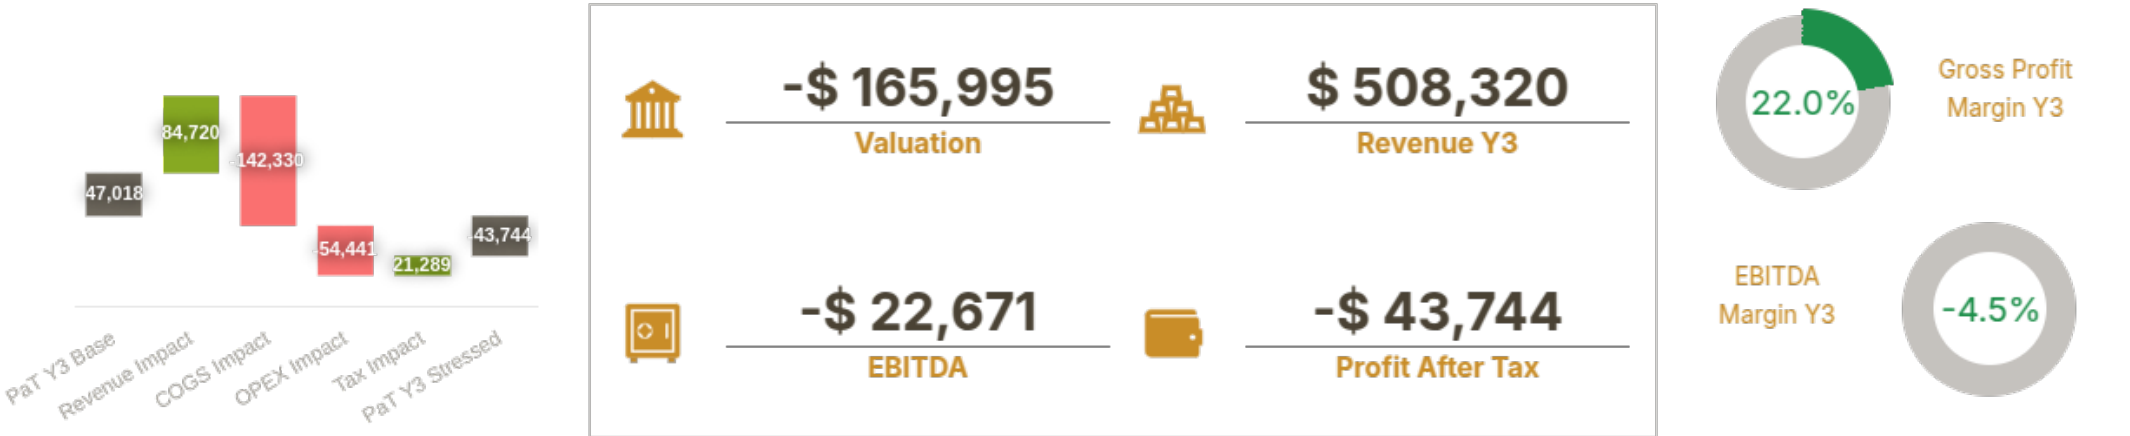 84,720
-142,330
47,018
-54,441
21,289
-43,744
PaT Y3 Base
Revenue Impact
COGS Impact
OPEX Impact
Tax Impact
PaT Y3 Stressed
-$ 165,995
Valuation
$ 508,320
Revenue Y3
-$ 22,671
EBITDA
-$ 43,744
Profit After Tax
22.0%
Gross Profit
Margin Y3
EBITDA
Margin Y3
-4.5%